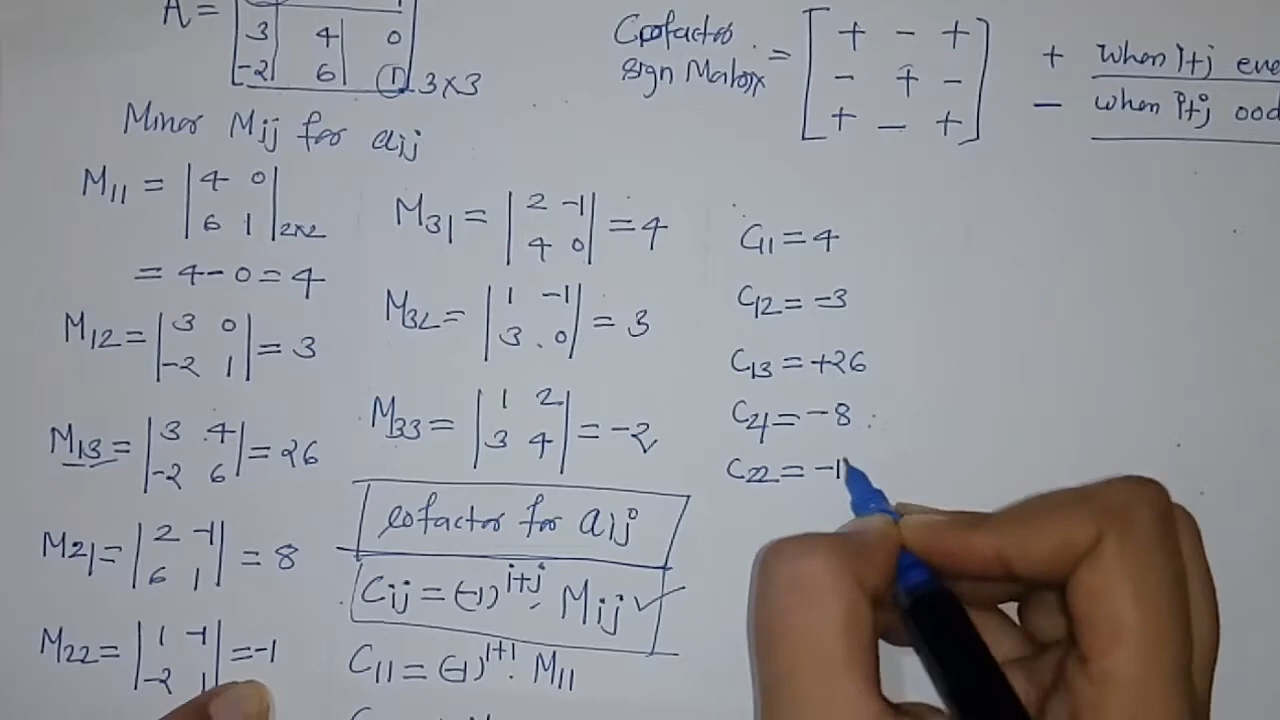 A =
3 4 0
-2 6 1 3×3
Minor Mij for aij
M11 = | 4 0 |
| 6 1 | 2×2
= 4-0 = 4
M12 = | 3 0 | = 3
| -2 1 |
M13 = | 3 4 | = 26
| -2 6 |
M21 = | 2 -1 | = 8
| 6 1 |
M22 = | 1 -1 | = -1
| -2 1 |
M31 = | 2 -1 | = 4
| 4 0 |
M32 = | 1 -1 | = 3
| 3 0 |
M33 = | 1 2 | = -2
| 3 4 |
cofactor for aij
Cij = (-1)^i+j . Mij ✓
C11 = (-1)^1+1 . M11
Cofactor
sign Matrix = [ + - +
- + -
+ - + ]
+ when i+j eve
- when i+j ood
C11 = 4
C12 = -3
C13 = +26
C21 = -8
C22 = -1